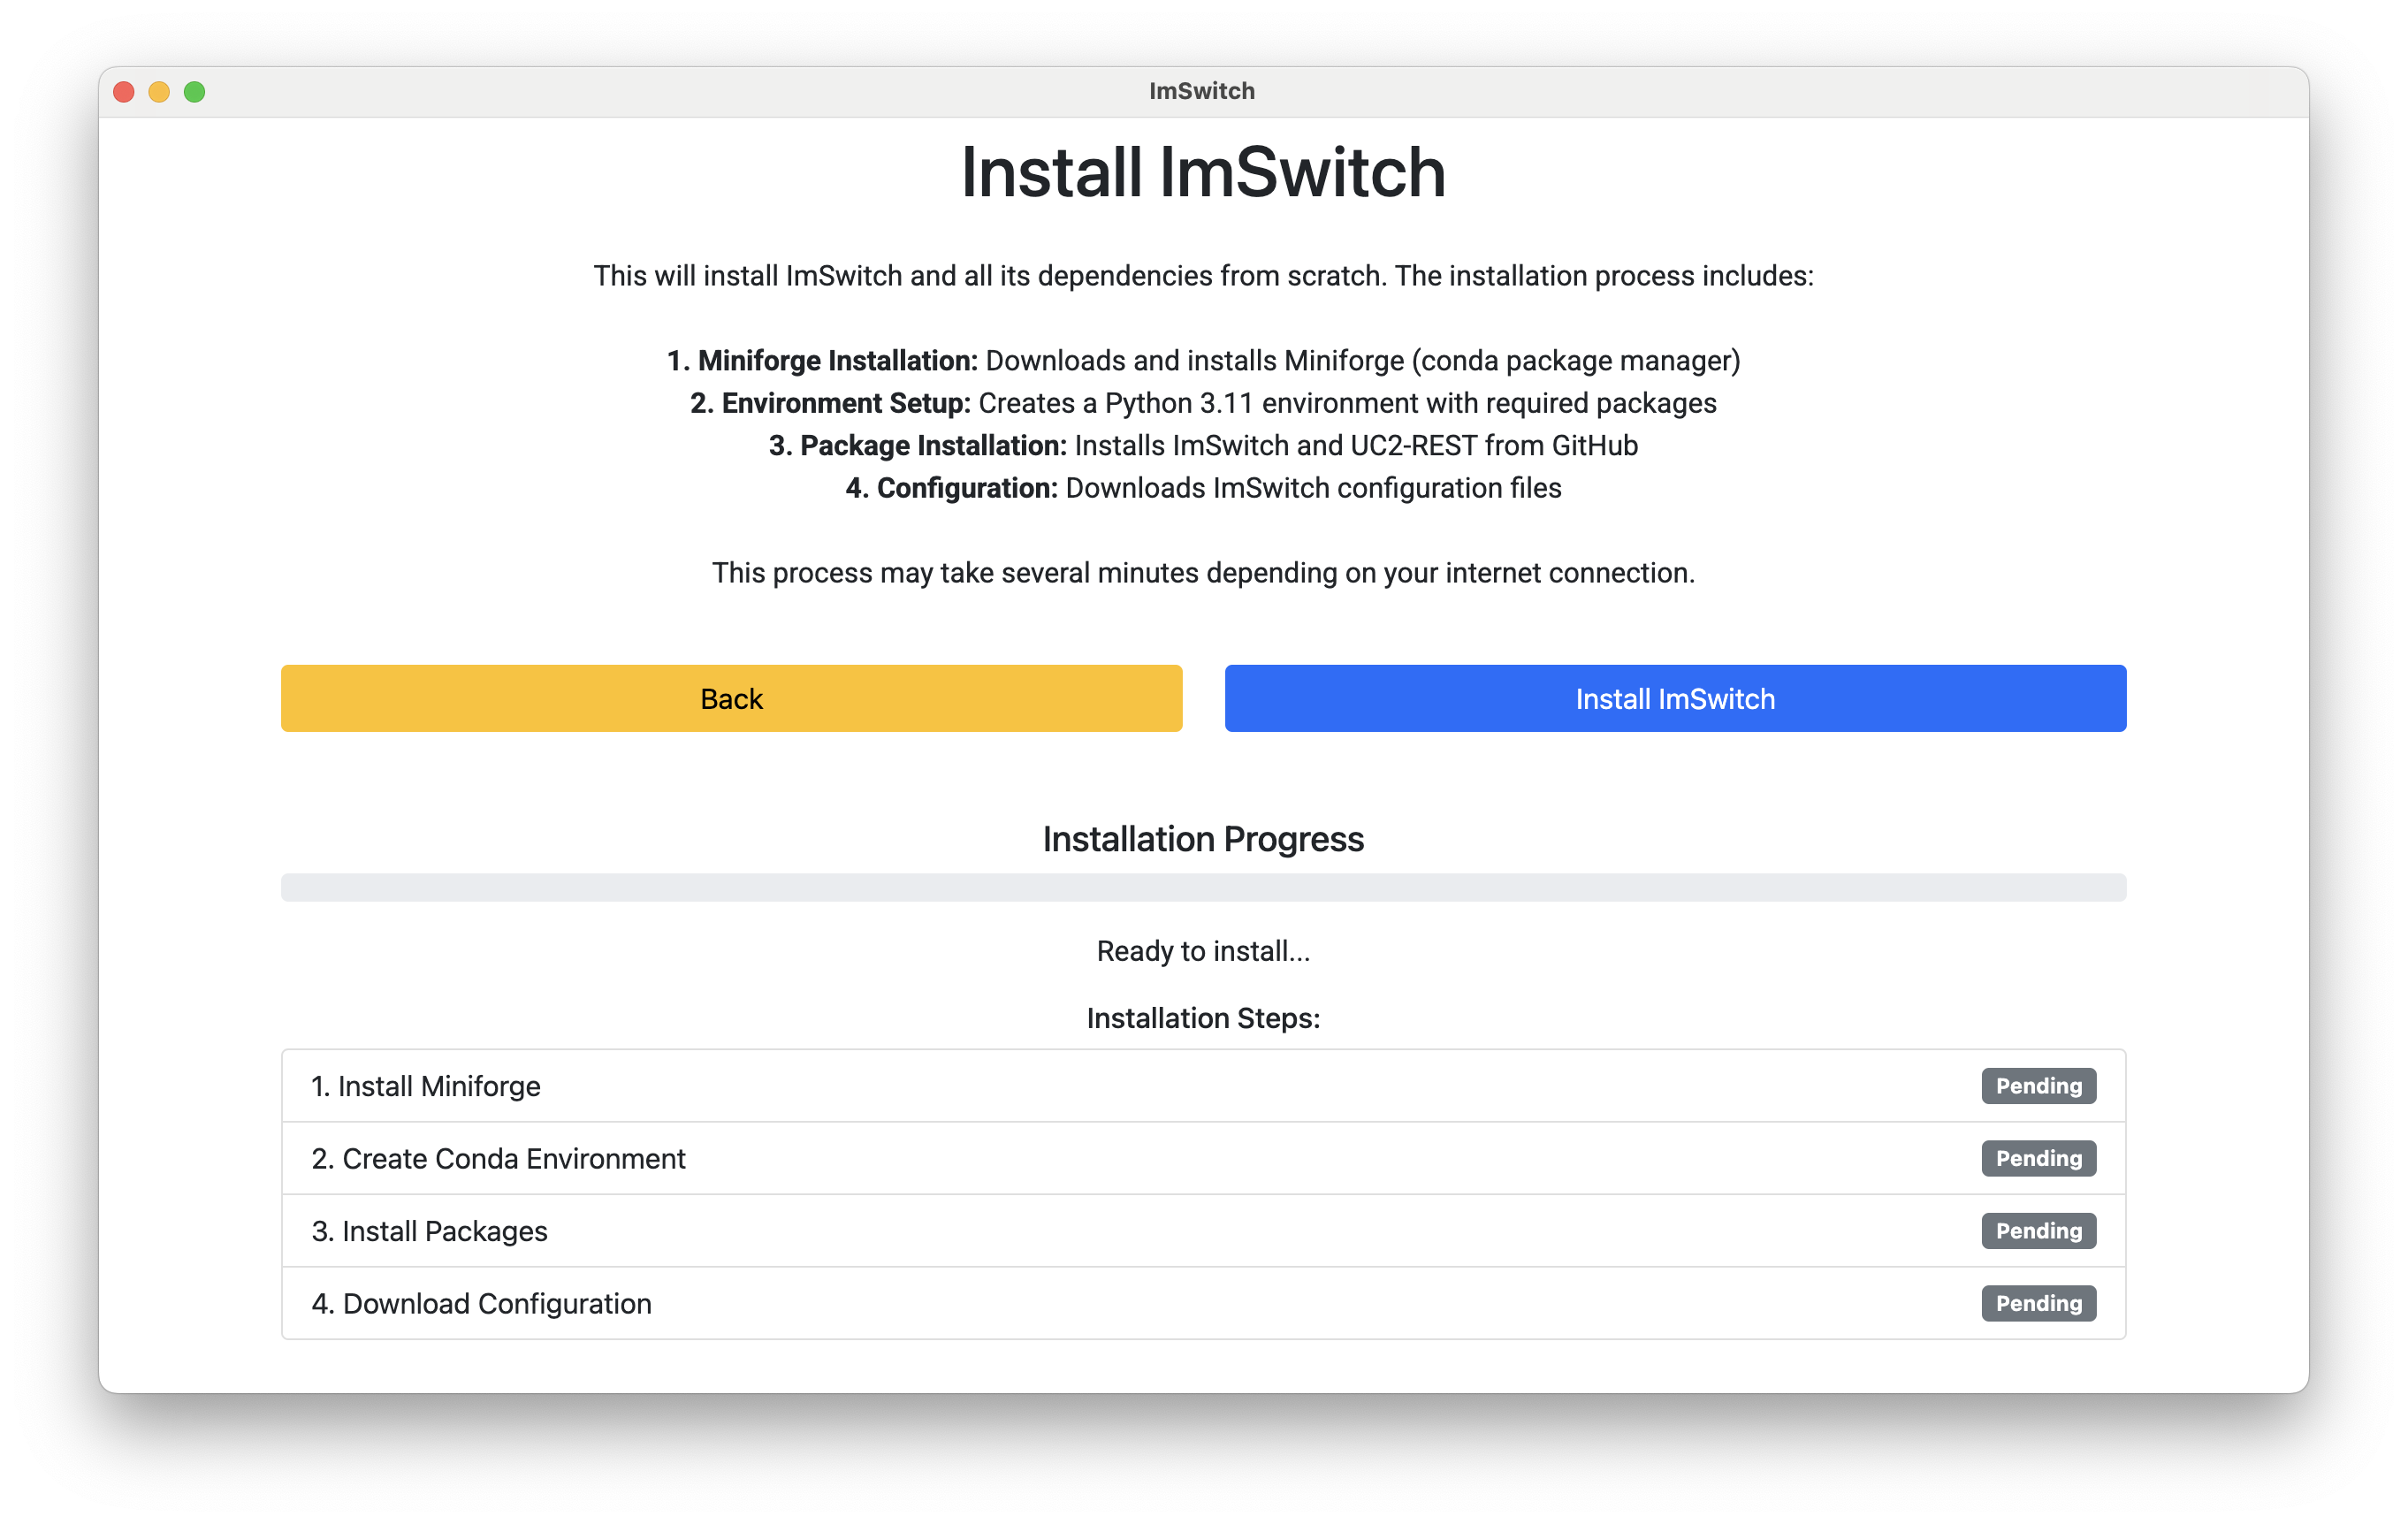 ImSwitch
Install ImSwitch
This will install ImSwitch and all its dependencies from scratch. The installation process includes:
1. Miniforge Installation: Downloads and installs Miniforge (conda package manager)
2. Environment Setup: Creates a Python 3.11 environment with required packages
3. Package Installation: Installs ImSwitch and UC2-REST from GitHub
4. Configuration: Downloads ImSwitch configuration files
This process may take several minutes depending on your internet connection.
Back
Install ImSwitch
Installation Progress
Ready to install...
Installation Steps:
1. Install Miniforge Pending
2. Create Conda Environment Pending
3. Install Packages Pending
4. Download Configuration Pending